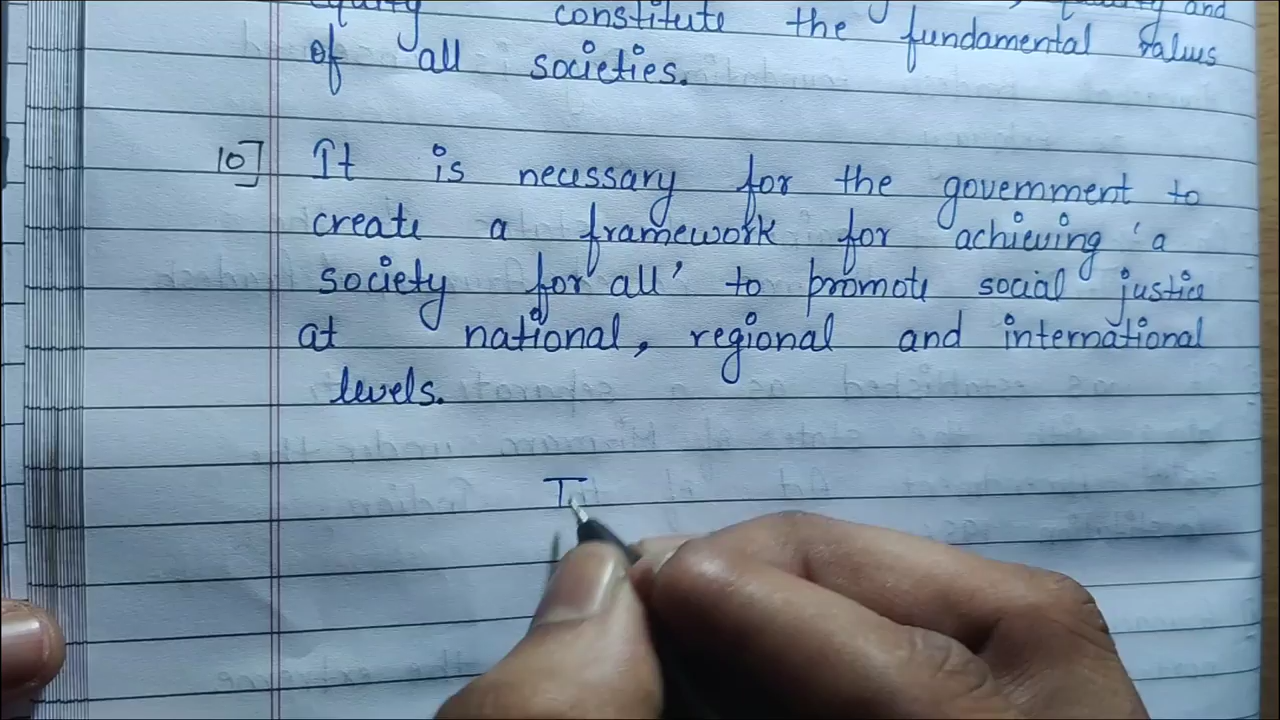 equity constitute the fundamental values
of all societies.
10] It is necessary for the government to
create a framework for achieving 'a
society for all' to promote social justice
at national, regional and international
levels.
T